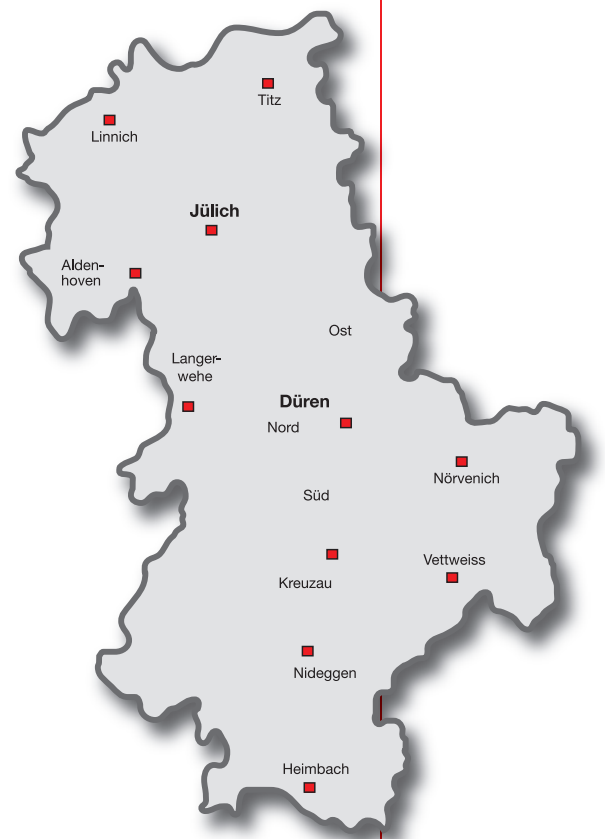 Titz
Linnich
Jülich
Alden-
hoven
Ost
Langer-
wehe
Düren
Nord
Nörvenich
Süd
Vettweiss
Kreuzau
Nideggen
Heimbach